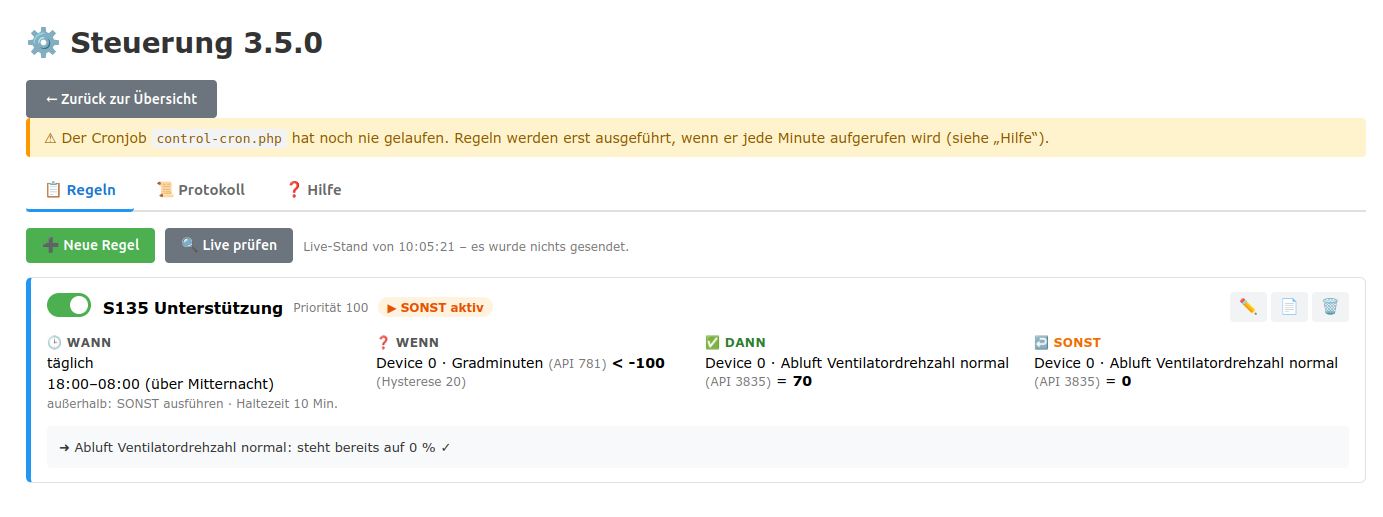 ⚙️ Steuerung 3.5.0
← Zurück zur Übersicht
⚠ Der Cronjob control-cron.php hat noch nie gelaufen. Regeln werden erst ausgeführt, wenn er jede Minute aufgerufen wird (siehe „Hilfe“).
📋 Regeln 📜 Protokoll ❓ Hilfe
➕ Neue Regel 🔍 Live prüfen Live-Stand von 10:05:21 – es wurde nichts gesendet.
S135 Unterstützung Priorität 100 ▶ SONST aktiv ✏️ 📄 🗑️
🕒 WANN
täglich
18:00–08:00 (über Mitternacht)
außerhalb: SONST ausführen · Haltezeit 10 Min.
❓ WENN
Device 0 · Gradminuten (API 781) < -100
(Hysterese 20)
✅ DANN
Device 0 · Abluft Ventilatordrehzahl normal
(API 3835) = 70
↩️ SONST
Device 0 · Abluft Ventilatordrehzahl normal
(API 3835) = 0
➜ Abluft Ventilatordrehzahl normal: steht bereits auf 0 % ✓